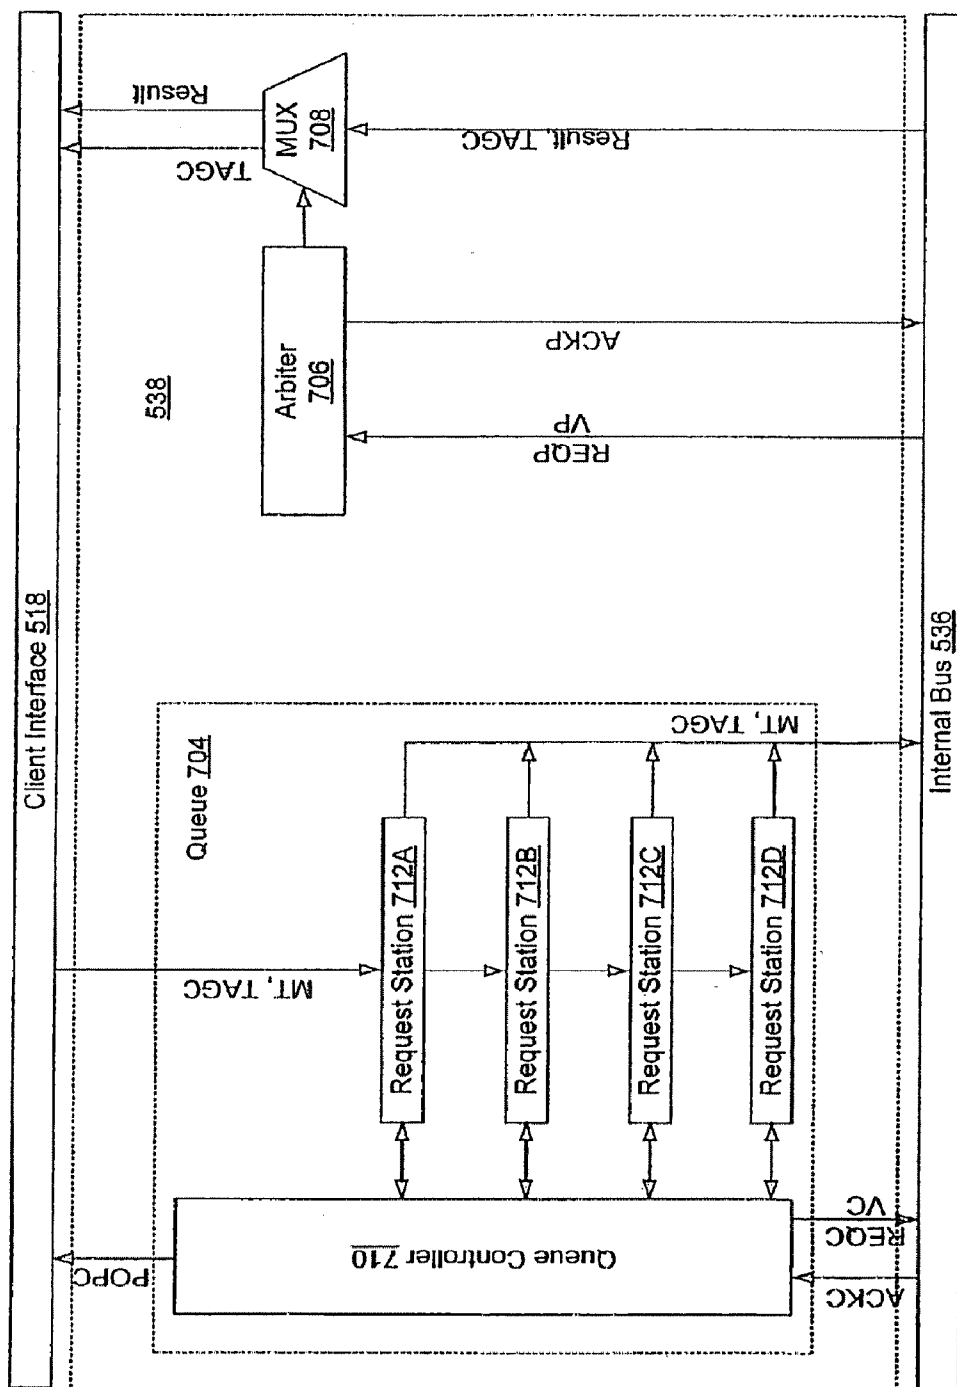 Client Interface 518
POPC
Queue 704
Queue Controller 710
MT, TAGC
Request Station 712A
Request Station 712B
Request Station 712C
Request Station 712D
MT, TAGC
ACKC
REQC
VC
538
Arbiter
706
REQP
VP
ACKP
TAGC
Result
MUX
708
Result, TAGC
Internal Bus 536